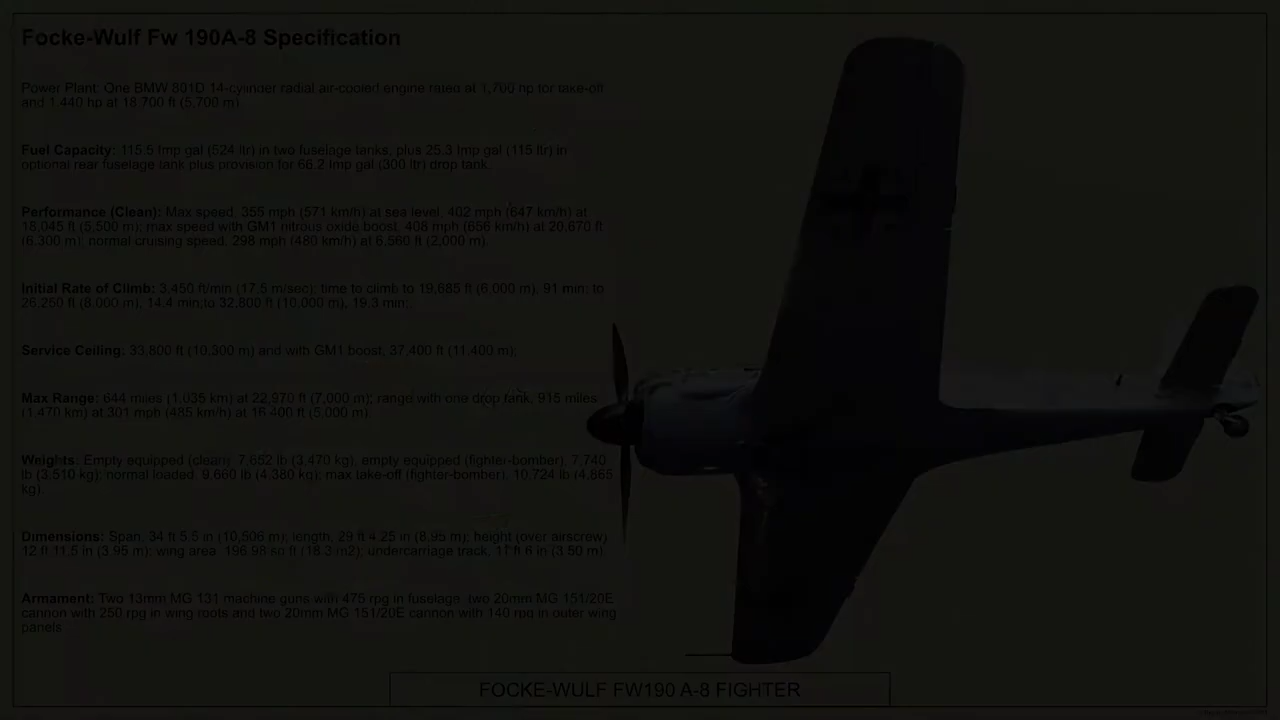 Focke-Wulf Fw 190A-8 Specification
Power Plant: One BMW 801D 14-cylinder radial air-cooled engine rated at 1,700 hp for take-off
and 1,440 hp at 18,700 ft (5,700 m).
Fuel Capacity: 115.5 Imp gal (524 ltr) in two fuselage tanks, plus 25.3 Imp gal (115 ltr) in
optional rear fuselage tank plus provision for 66.2 Imp gal (300 ltr) drop tank.
Performance (Clean): Max speed, 355 mph (571 km/h) at sea level, 402 mph (647 km/h) at
18,045 ft (5,500 m); max speed with GM1 nitrous oxide boost, 408 mph (656 km/h) at 20,670 ft
(6,300 m); normal cruising speed, 298 mph (480 km/h) at 6,560 ft (2,000 m).
Initial Rate of Climb: 3,450 ft/min (17.5 m/sec); time to climb to 19,685 ft (6,000 m), 91 min; to
26,250 ft (8,000 m), 14.4 min;to 32,800 ft (10,000 m), 19.3 min;.
Service Ceiling: 33,800 ft (10,300 m) and with GM1 boost, 37,400 ft (11,400 m);
Max Range: 644 miles (1,035 km) at 22,970 ft (7,000 m); range with one drop tank, 915 miles
(1,470 km) at 301 mph (485 km/h) at 16,400 ft (5,000 m).
Weights: Empty equipped (clean), 7,652 lb (3,470 kg), empty equipped (fighter-bomber), 7,740
lb (3,510 kg); normal loaded, 9,660 lb (4,380 kg); max take-off (fighter-bomber), 10,724 lb (4,865
kg).
Dimensions: Span, 34 ft 5.5 in (10,506 m); length, 29 ft 4.25 in (8,95 m); height (over airscrew)
12 ft 11.5 in (3.95 m); wing area, 196.98 sq ft (18.3 m2); undercarriage track, 11 ft 6 in (3.50 m).
Armament: Two 13mm MG 131 machine guns with 475 rpg in fuselage, two 20mm MG 151/20E
cannon with 250 rpg in wing roots and two 20mm MG 151/20E cannon with 140 rpg in outer wing
panels
FOCKE-WULF FW190 A-8 FIGHTER